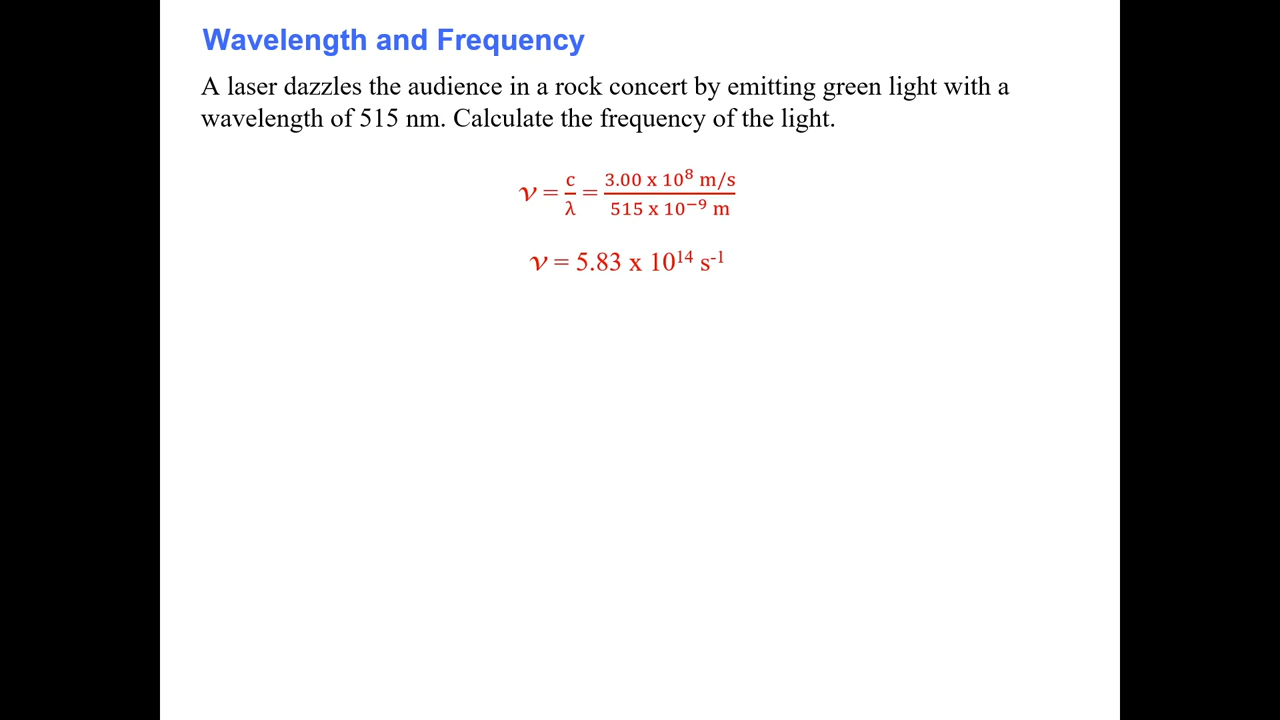 Wavelength and Frequency
A laser dazzles the audience in a rock concert by emitting green light with a
wavelength of 515 nm. Calculate the frequency of the light.
ν = c/λ = 3.00 x 10⁸ m/s / 515 x 10⁻⁹ m
ν = 5.83 x 10¹⁴ s⁻¹